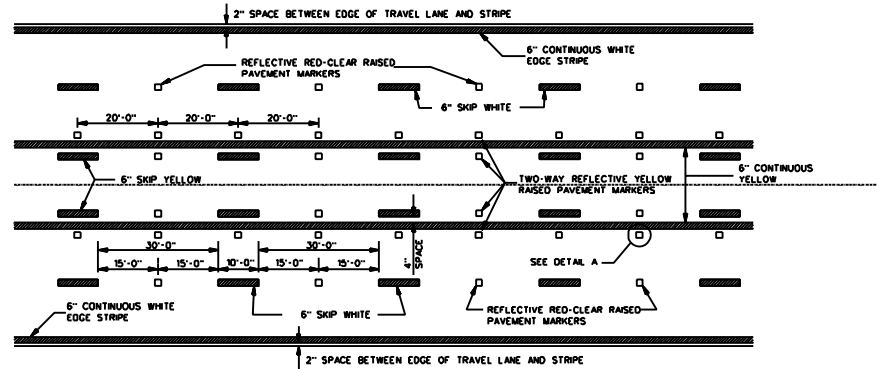 2" SPACE BETWEEN EDGE OF TRAVEL LANE AND STRIPE
6" CONTINUOUS WHITE
EDGE STRIPE
REFLECTIVE RED-CLEAR RAISED
PAVEMENT MARKERS
6" SKIP WHITE
20'-0" 20'-0" 20'-0"
6" SKIP YELLOW
TWO-WAY REFLECTIVE YELLOW
RAISED PAVEMENT MARKERS
6" CONTINUOUS
YELLOW
30'-0" 30'-0"
15'-0" 15'-0" 10'-0" 15'-0" 15'-0"
4"
SPACE
SEE DETAIL A
6" CONTINUOUS WHITE
EDGE STRIPE
6" SKIP WHITE
REFLECTIVE RED-CLEAR RAISED
PAVEMENT MARKERS
2" SPACE BETWEEN EDGE OF TRAVEL LANE AND STRIPE